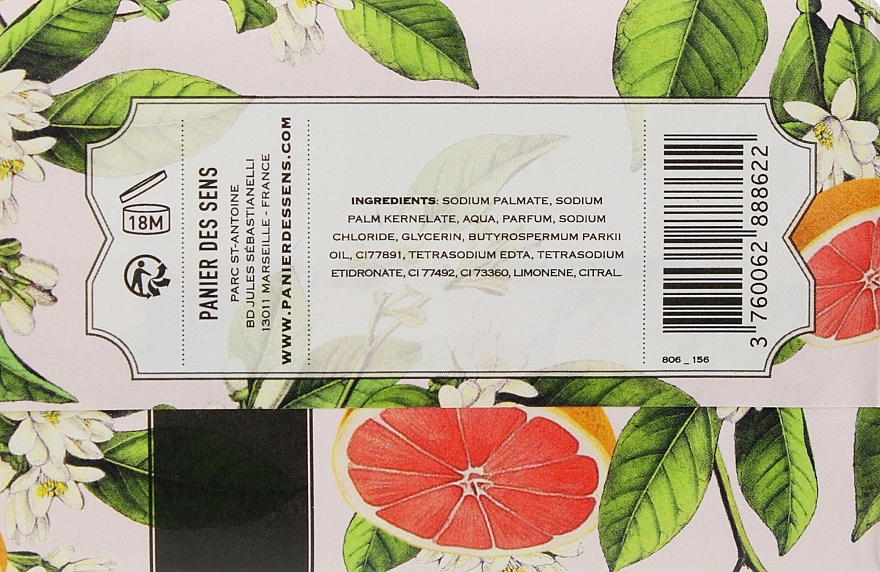 18M
PANIER DES SENS
PARC ST-ANTOINE
BD JULES SÉBASTIANELLI
13011 MARSEILLE - FRANCE
WWW.PANIERDESSENS.COM
INGREDIENTS: SODIUM PALMATE, SODIUM
PALM KERNELATE, AQUA, PARFUM, SODIUM
CHLORIDE, GLYCERIN, BUTYROSPERMUM PARKII
OIL, CI77891, TETRASODIUM EDTA, TETRASODIUM
ETIDRONATE, CI 77492, CI 73360, LIMONENE, CITRAL.
3 760062 888622
806_156